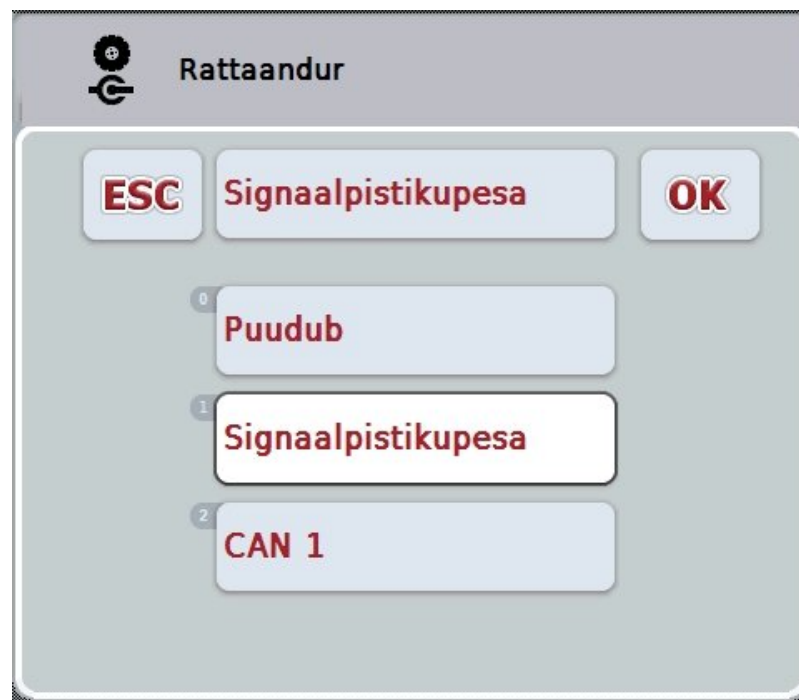 Rattaandur
ESC Signaalpistikupesa OK
0
Puudub
1
Signaalpistikupesa
2
CAN 1